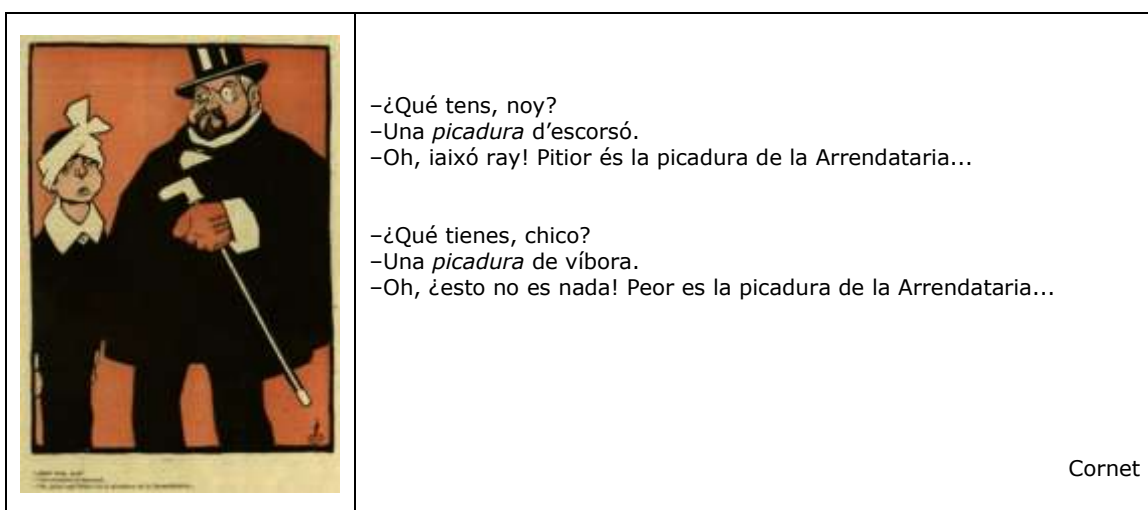 –¿Qué tens, noy?
–Una picadura d’escorsó.
–Oh, ¡aixó ray! Pitior és la picadura de la Arrendataria...
–¿Qué tienes, chico?
–Una picadura de víbora.
–Oh, ¿esto no es nada! Peor es la picadura de la Arrendataria...
Cornet